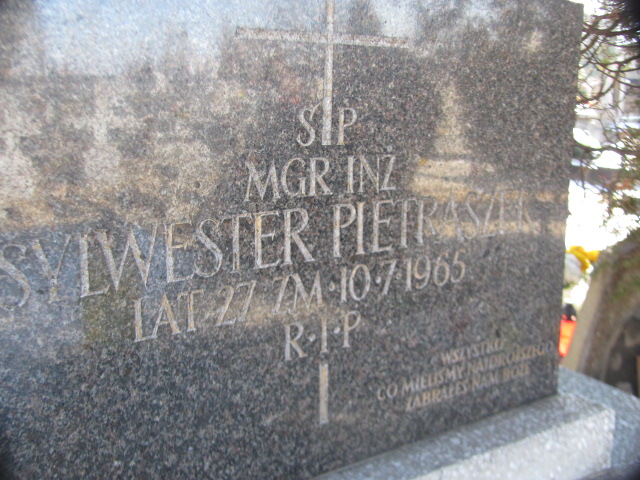 S P
MGR INŻ
SYLWESTER PIETRASZEK
LAT 27 ZM·10·7·1965
R·I·P
WSZYSTKO
CO MIELIŚMY NAJDROŻSZEGO
ZABRAŁEŚ NAM BOŻE